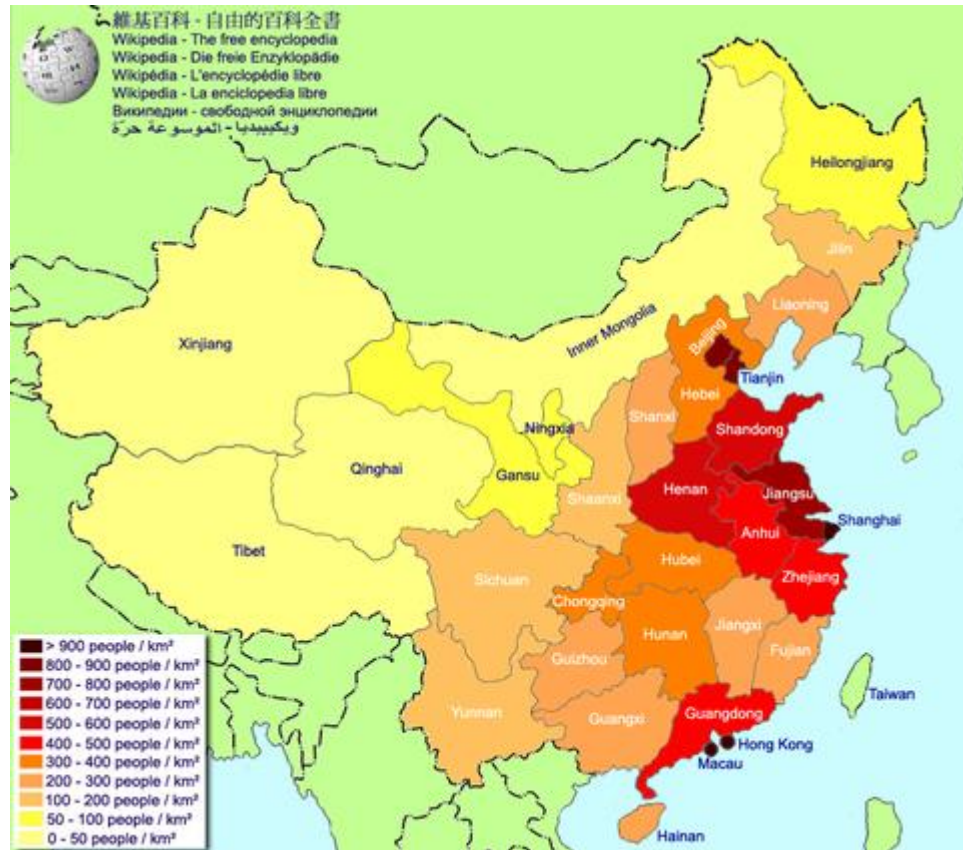 維基百科 - 自由的百科全書
Wikipedia - The free encyclopedia
Wikipedia - Die freie Enzyklopädie
Wikipédia - L'encyclopédie libre
Wikipedia - La enciclopedia libre
Википедии - свободной энциклопедии
ويكيبيديا - الموسوعة حرّة
Heilongjiang
Jilin
Liaoning
Inner Mongolia
Xinjiang
Beijing
Tianjin
Hebei
Shanxi
Shandong
Ningxia
Qinghai
Gansu
Shaanxi
Henan
Jiangsu
Shanghai
Anhui
Tibet
Hubei
Zhejiang
Sichuan
Chongqing
Hunan
Jiangxi
Fujian
Guizhou
Taiwan
Yunnan
Guangxi
Guangdong
Hong Kong
Macau
Hainan
> 900 people / km²
800 - 900 people / km²
700 - 800 people / km²
600 - 700 people / km²
500 - 600 people / km²
400 - 500 people / km²
300 - 400 people / km²
200 - 300 people / km²
100 - 200 people / km²
50 - 100 people / km²
0 - 50 people / km²